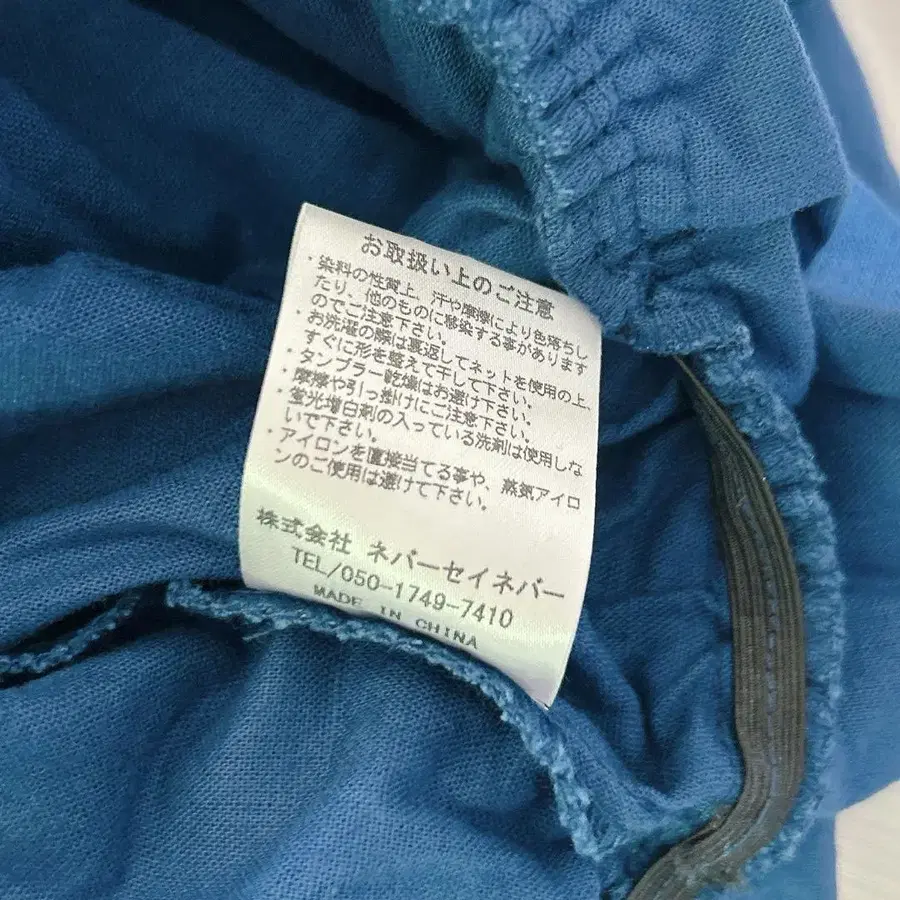 お取扱い上のご注意
・染料の性質上、汗や摩擦により色落ちし
たり、他のものに移染する事があります
のでご注意下さい。
・お洗濯の際は裏返してネットを使用の上、
すぐに形を整えて干して下さい。
・タンブラー乾燥はお避け下さい。
・摩擦や引っ掛けにご注意下さい。
・蛍光増白剤の入っている洗剤は使用しな
いで下さい。
・アイロンを直接当てる事や、蒸気アイロ
ンのご使用は避けて下さい。
株式会社 ネバーセイネバー
TEL/050-1749-7410
MADE IN CHINA